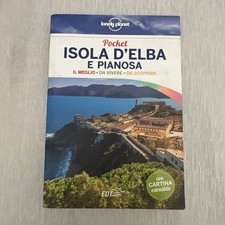 lonely planet
Pocket
ISOLA D'ELBA
E PIANOSA
IL MEGLIO • DA VIVERE • DA SCOPRIRE
con
CARTINA
estraibile
EDT